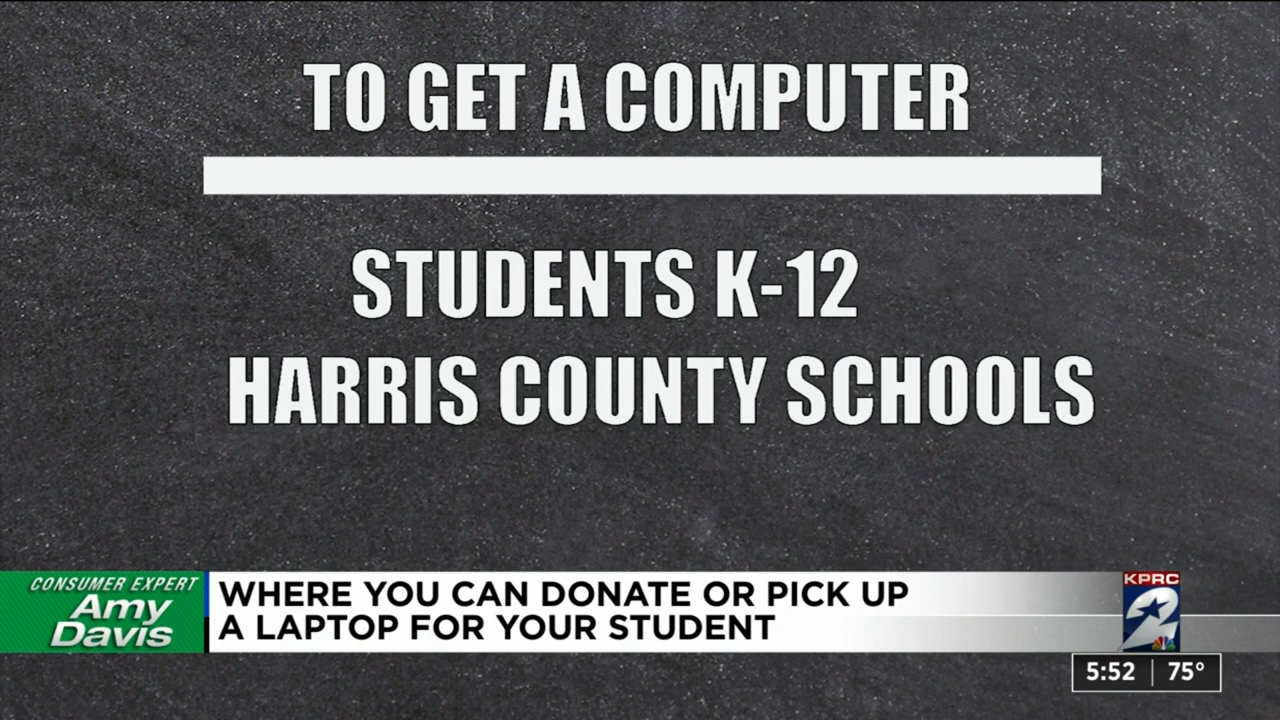 TO GET A COMPUTER
STUDENTS K-12
HARRIS COUNTY SCHOOLS
CONSUMER EXPERT
Amy
Davis
WHERE YOU CAN DONATE OR PICK UP
A LAPTOP FOR YOUR STUDENT
KPRC
2
5:52 75°